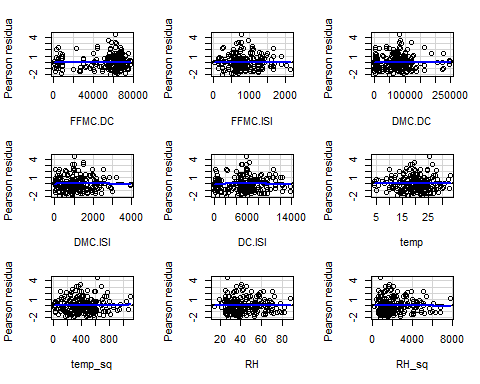 Pearson residua Pearson residua Pearson residua
4 4 4
1 1 1
-2 -2 -2
0 40000 80000 0 1000 2000 0 100000 250000
FFMC.DC FFMC.ISI DMC.DC
Pearson residua Pearson residua Pearson residua
4 4 4
1 1 1
-2 -2 -2
0 2000 4000 0 6000 14000 5 15 25
DMC.ISI DC.ISI temp
Pearson residua Pearson residua Pearson residua
4 4 4
1 1 1
-2 -2 -2
0 400 800 20 40 60 80 0 2000 4000 8000
temp_sq RH RH_sq